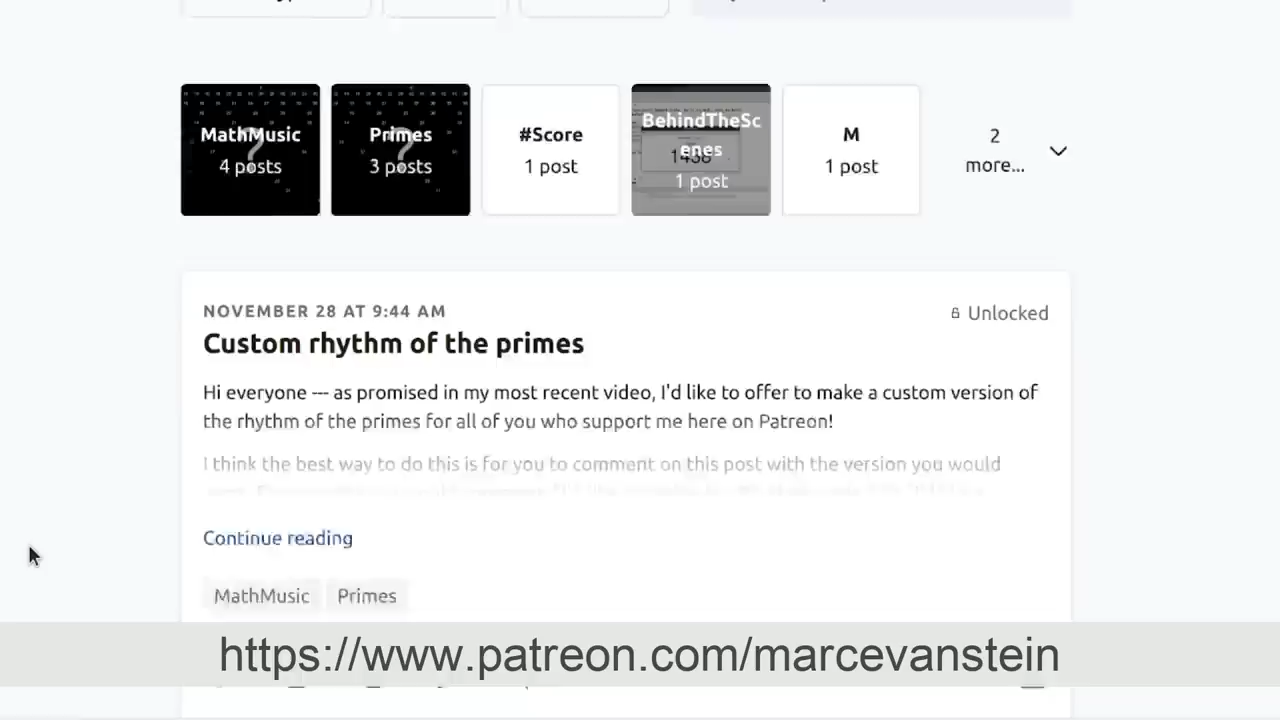 MathMusic
4 posts
Primes
3 posts
#Score
1 post
BehindTheSc
enes
1438
1 post
M
1 post
2
more...
NOVEMBER 28 AT 9:44 AM
Unlocked
Custom rhythm of the primes
Hi everyone --- as promised in my most recent video, I'd like to offer to make a custom version of
the rhythm of the primes for all of you who support me here on Patreon!
I think the best way to do this is for you to comment on this post with the version you would
Continue reading
MathMusic
Primes
https://www.patreon.com/marcevanstein